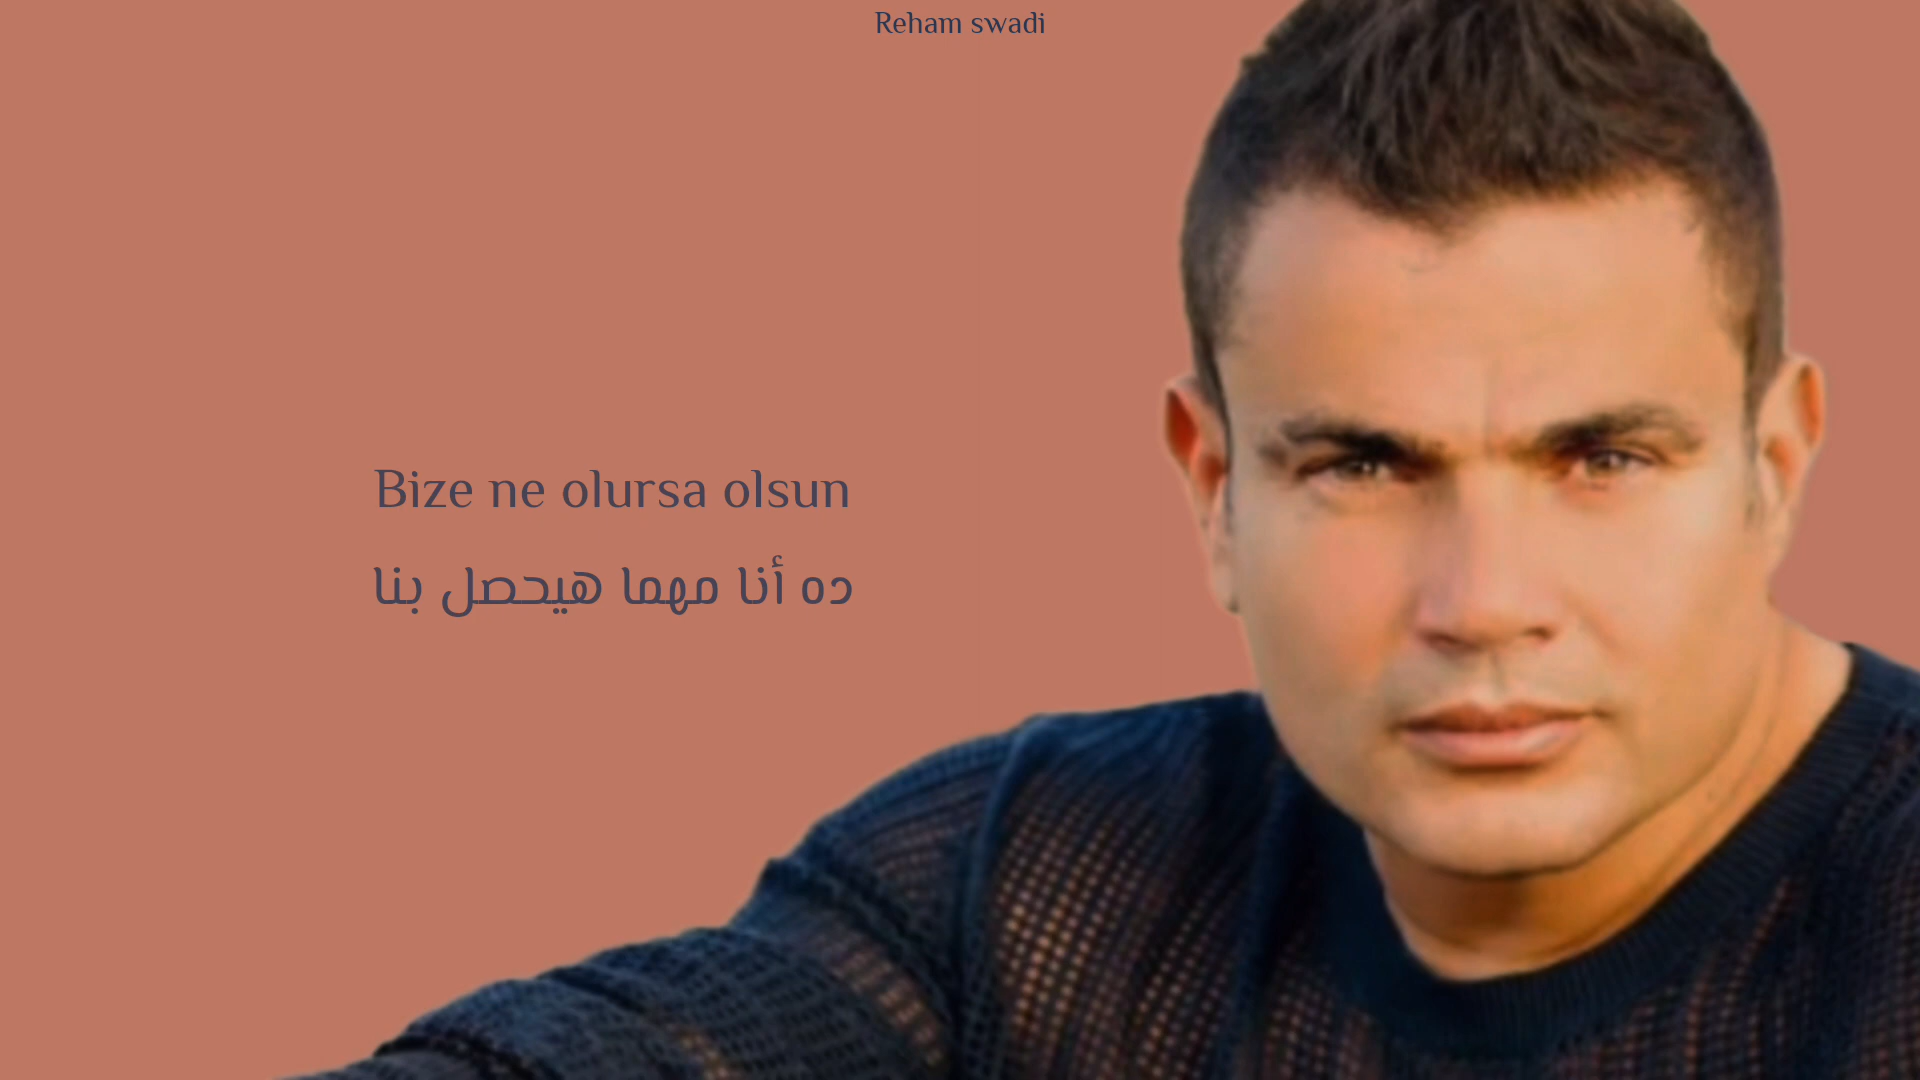 Reham swadi
Bize ne olursa olsun
ده أنا مهما هيحصل بنا